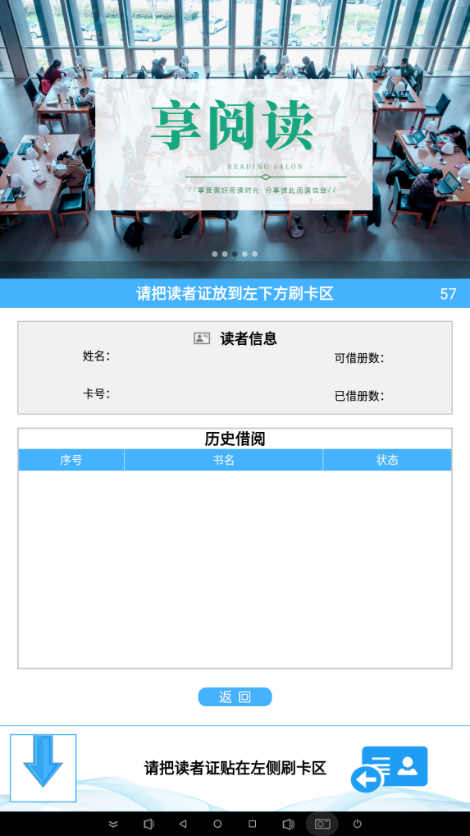 享阅读
READING SALON
//享受美好阅读时光 分享彼此阅读体会//
请把读者证放到左下方刷卡区 57
读者信息
姓名: 可借册数:
卡号: 已借册数:
历史借阅
序号 书名 状态
返 回
请把读者证贴在左侧刷卡区